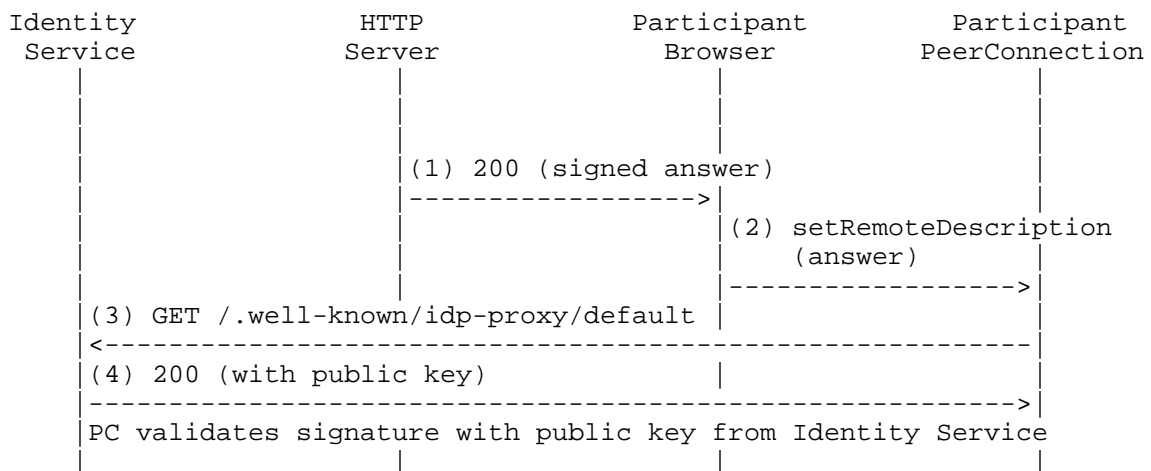 Identity HTTP Participant Participant
Service Server Browser PeerConnection
(1) 200 (signed answer)
(2) setRemoteDescription
(answer)
(3) GET /.well-known/idp-proxy/default
(4) 200 (with public key)
PC validates signature with public key from Identity Service